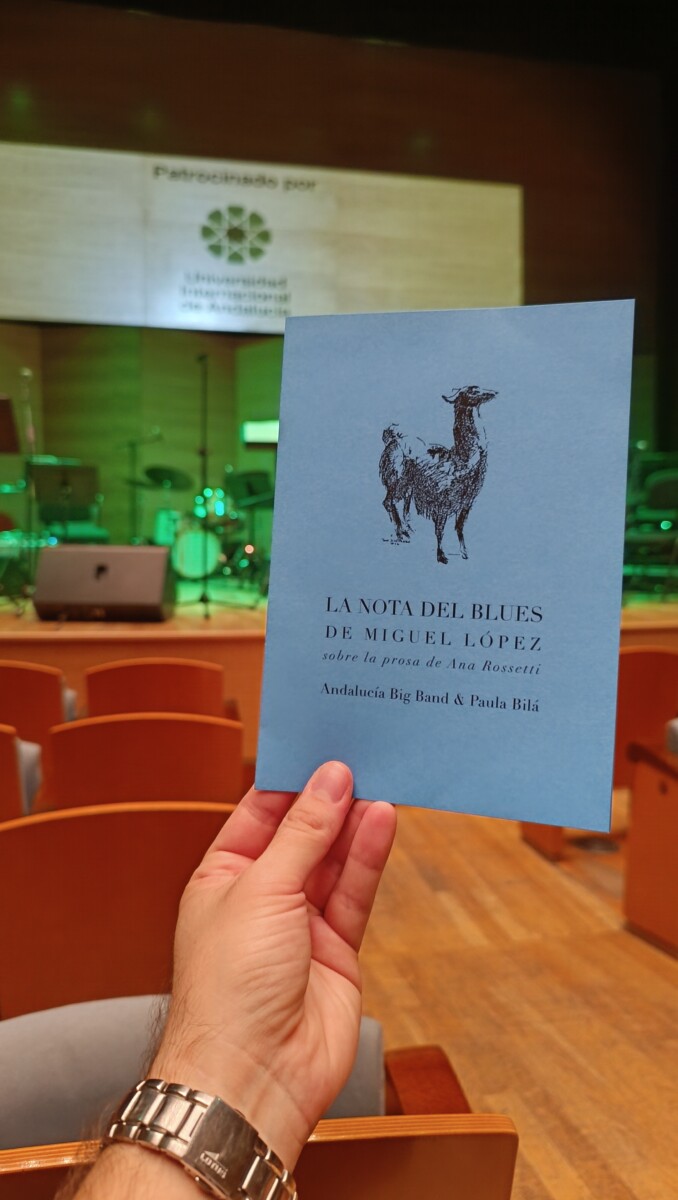 Patrocinado por
Universidad
Internacional
de Andalucía
LA NOTA DEL BLUES
DE MIGUEL LÓPEZ
sobre la prosa de Ana Rossetti
Andalucía Big Band & Paula Bilá